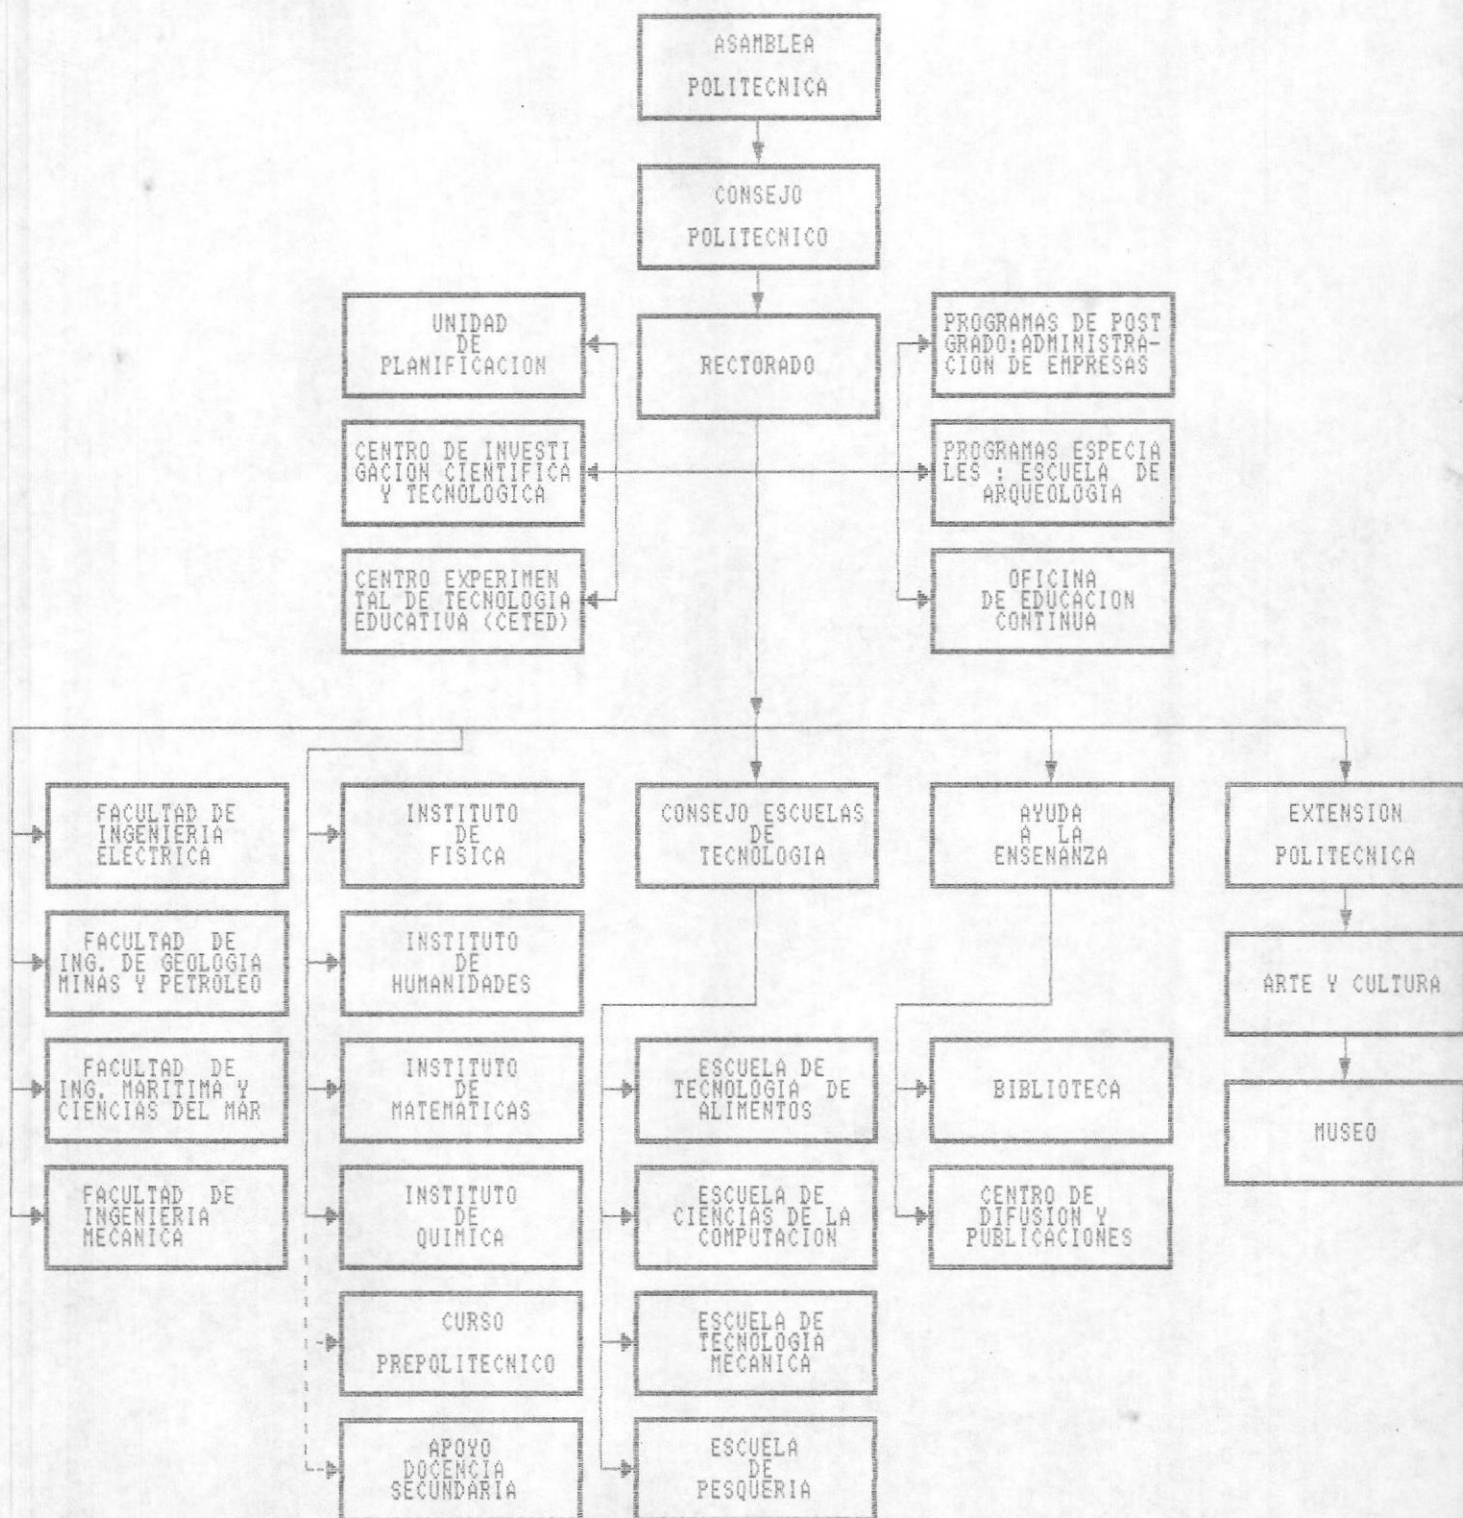 ASAMBLEA
POLITECNICA
CONSEJO
POLITECNICO
UNIDAD
DE
PLANIFICACION
RECTORADO
PROGRAMAS DE POST
GRADO:ADMINISTRA-
CION DE EMPRESAS
CENTRO DE INVESTI
GACION CIENTIFICA
Y TECNOLOGICA
PROGRAMAS ESPECIA
LES : ESCUELA DE
ARQUEOLOGIA
CENTRO EXPERIMEN
TAL DE TECNOLOGIA
EDUCATIVA (CETED)
OFICINA
DE EDUCACION
CONTINUA
FACULTAD DE
INGENIERIA
ELECTRICA
INSTITUTO
DE
FISICA
CONSEJO ESCUELAS
DE
TECNOLOGIA
AYUDA
A LA
ENSENANZA
EXTENSION
POLITECNICA
FACULTAD DE
ING. DE GEOLOGIA
MINAS Y PETROLEO
INSTITUTO
DE
HUMANIDADES
ARTE Y CULTURA
FACULTAD DE
ING. MARITIMA Y
CIENCIAS DEL MAR
INSTITUTO
DE
MATEMATICAS
ESCUELA DE
TECNOLOGIA DE
ALIMENTOS
BIBLIOTECA
MUSEO
FACULTAD DE
INGENIERIA
MECANICA
INSTITUTO
DE
QUIMICA
ESCUELA DE
CIENCIAS DE LA
COMPUTACION
CENTRO DE
DIFUSION Y
PUBLICACIONES
CURSO
PREPOLITECNICO
ESCUELA DE
TECNOLOGIA
MECANICA
APOYO
DOCENCIA
SECUNDARIA
ESCUELA
DE
PESQUERIA